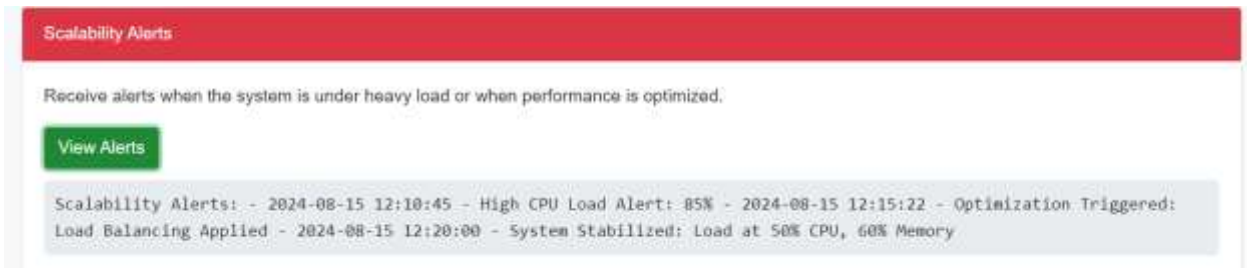 Scalability Alerts
Receive alerts when the system is under heavy load or when performance is optimized.
View Alerts
Scalability Alerts: - 2024-08-15 12:10:45 - High CPU Load Alert: 85% - 2024-08-15 12:15:22 - Optimization Triggered:
Load Balancing Applied - 2024-08-15 12:20:00 - System Stabilized: Load at 50% CPU, 60% Memory